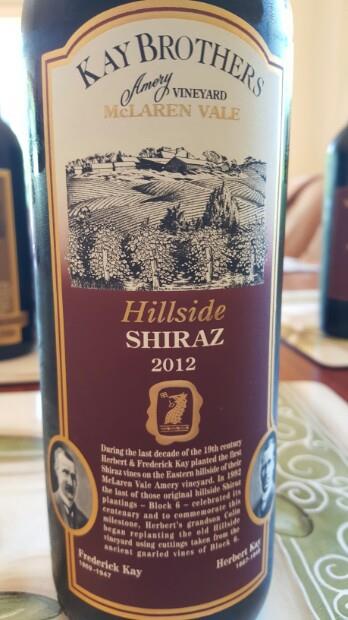 KAY BROTHERS
Amery VINEYARD
McLAREN VALE
Hillside
SHIRAZ
2012
During the last decade of the 19th century
Herbert & Frederick Kay planted the first
Shiraz vines on the Eastern hillside of their
McLaren Vale Amery vineyard. In 1982
the last of those original hillside Shiraz
plantings – Block 6 – celebrated its
centenary and to commemorate this
milestone, Herbert's grandson Colin
began replanting the old Hillside
vineyard using cuttings taken from the
ancient gnarled vines of Block 6.
Frederick Kay
1869-1947
Herbert Kay